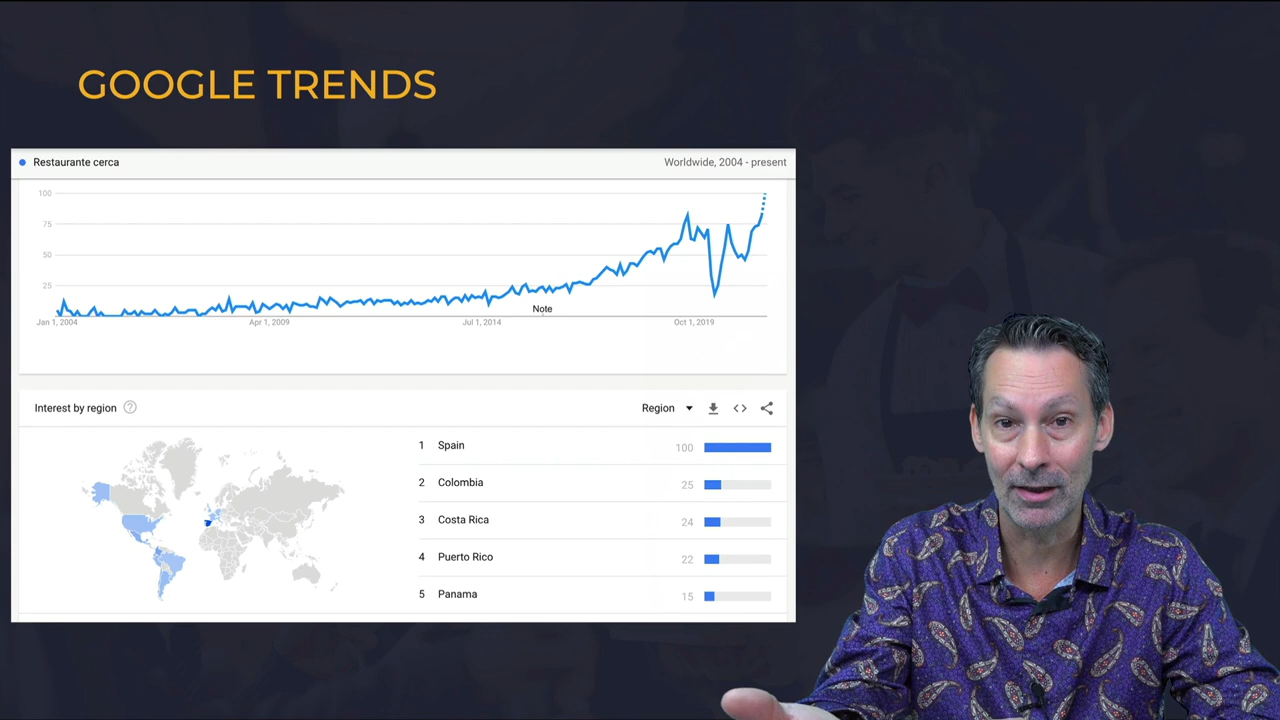 GOOGLE TRENDS
Restaurante cerca
Worldwide, 2004 - present
100
75
50
25
Note
Jan 1, 2004
Apr 1, 2009
Jul 1, 2014
Oct 1, 2019
Interest by region ?
Region
1 Spain 100
2 Colombia 25
3 Costa Rica 24
4 Puerto Rico 22
5 Panama 15